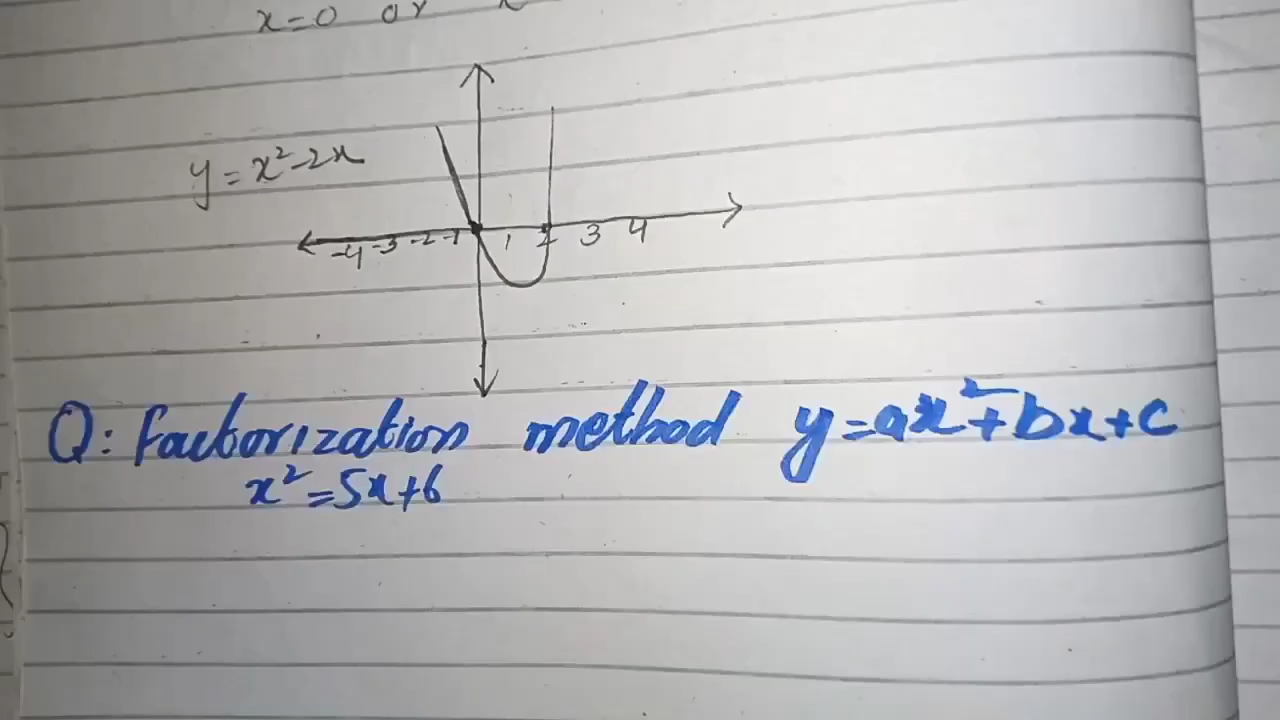 x=0 or
y = x²-2x
-4 -3 -2 -1 1 2 3 4
Q: factorization method y=ax²+bx+c
x²=5x+6